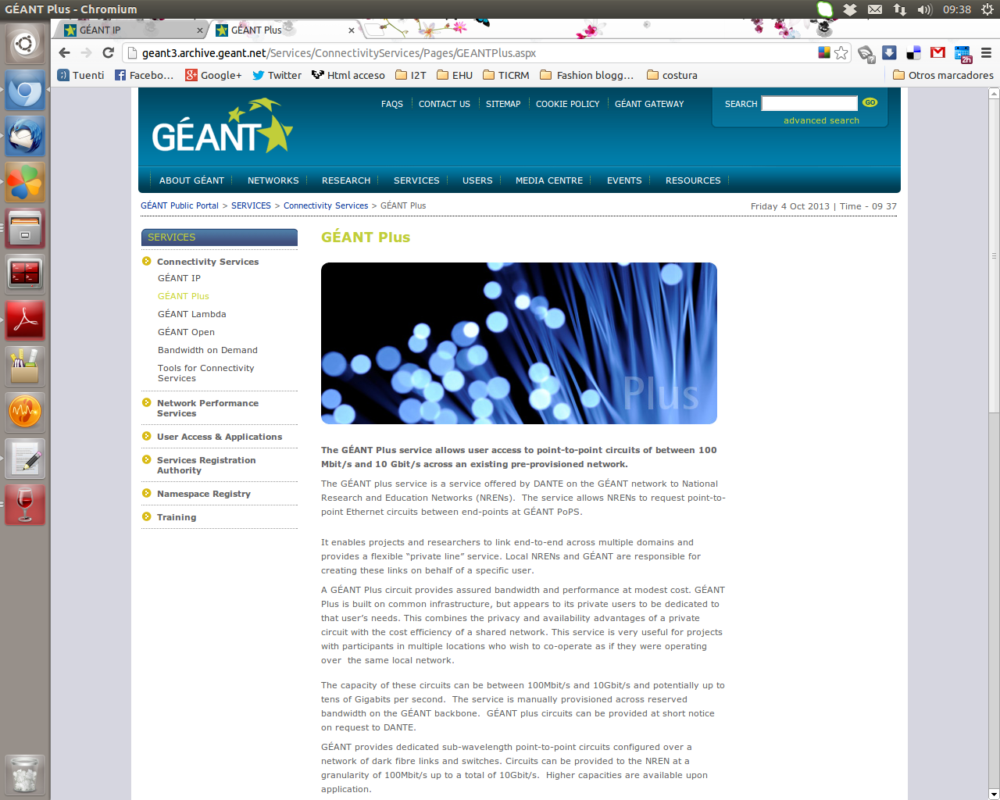 GÉANT Plus - Chromium
2h
09:38
GÉANT IP
GÉANT Plus
geant3.archive.geant.net/Services/ConnectivityServices/Pages/GEANTPlus.aspx
Tuenti
Facebo...
Google+
Twitter
Html acceso
I2T
EHU
TICRM
Fashion blogg...
costura
Otros marcadores
GÉANT
FAQS
CONTACT US
SITEMAP
COOKIE POLICY
GÉANT GATEWAY
SEARCH
GO
advanced search
ABOUT GÉANT
NETWORKS
RESEARCH
SERVICES
USERS
MEDIA CENTRE
EVENTS
RESOURCES
GÉANT Public Portal > SERVICES > Connectivity Services > GÉANT Plus
Friday 4 Oct 2013 | Time - 09 37
SERVICES
Connectivity Services
GÉANT IP
GÉANT Plus
GÉANT Lambda
GÉANT Open
Bandwidth on Demand
Tools for Connectivity
Services
Network Performance
Services
User Access & Applications
Services Registration
Authority
Namespace Registry
Training
GÉANT Plus
Plus
The GÉANT Plus service allows user access to point-to-point circuits of between 100
Mbit/s and 10 Gbit/s across an existing pre-provisioned network.
The GÉANT plus service is a service offered by DANTE on the GÉANT network to National
Research and Education Networks (NRENs).  The service allows NRENs to request point-to-
point Ethernet circuits between end-points at GÉANT PoPS.
It enables projects and researchers to link end-to-end across multiple domains and
provides a flexible “private line” service. Local NRENs and GÉANT are responsible for
creating these links on behalf of a specific user.
A GÉANT Plus circuit provides assured bandwidth and performance at modest cost. GÉANT
Plus is built on common infrastructure, but appears to its private users to be dedicated to
that user’s needs. This combines the privacy and availability advantages of a private
circuit with the cost efficiency of a shared network. This service is very useful for projects
with participants in multiple locations who wish to co-operate as if they were operating
over  the same local network.
The capacity of these circuits can be between 100Mbit/s and 10Gbit/s and potentially up to
tens of Gigabits per second.  The service is manually provisioned across reserved
bandwidth on the GÉANT backbone.  GÉANT plus circuits can be provided at short notice
on request to DANTE.
GÉANT provides dedicated sub-wavelength point-to-point circuits configured over a
network of dark fibre links and switches. Circuits can be provided to the NREN at a
granularity of 100Mbit/s up to a total of 10Gbit/s.  Higher capacities are available upon
application.